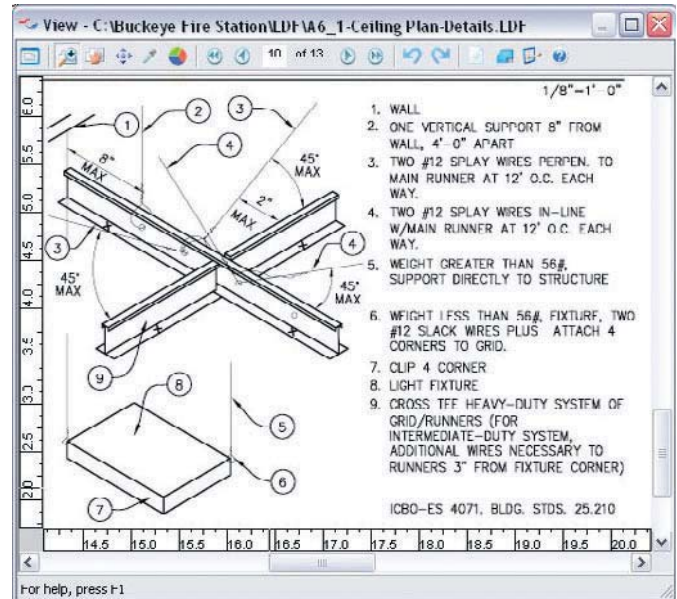 View - C:\Buckeye Fire Station\LDF\A6_1-Ceiling Plan-Details.LDF
10 of 13
1/8"=1'-0"
1. WALL
2. ONE VERTICAL SUPPORT 8" FROM
WALL, 4'-0" APART
3. TWO #12 SPLAY WIRES PERPEN. TO
MAIN RUNNER AT 12' O.C. EACH
WAY.
4. TWO #12 SPLAY WIRES IN-LINE
W/MAIN RUNNER AT 12' O.C. EACH
WAY.
5. WEIGHT GREATER THAN 56#,
SUPPORT DIRECTLY TO STRUCTURE
6. WEIGHT LESS THAN 56#, FIXTURE, TWO
#12 SLACK WIRES PLUS ATTACH 4
CORNERS TO GRID.
7. CLIP 4 CORNER
8. LIGHT FIXTURE
9. CROSS TEE HEAVY-DUTY SYSTEM OF
GRID/RUNNERS (FOR
INTERMEDIATE-DUTY SYSTEM,
ADDITIONAL WIRES NECESSARY TO
RUNNERS 3" FROM FIXTURE CORNER)
ICBO-ES 4071, BLDG. STDS. 25.210
1
2
3
4
8"
MAX
45°
MAX
2"
MAX
3
4
45°
MAX
45°
MAX
9
8
5
6
7
6.0
5.5
5.0
4.5
4.0
3.5
3.0
2.5
2.0
14.5 15.0 15.5 16.0 16.5 17.0 17.5 18.0 18.5 19.0 19.5 20.0
For help, press F1